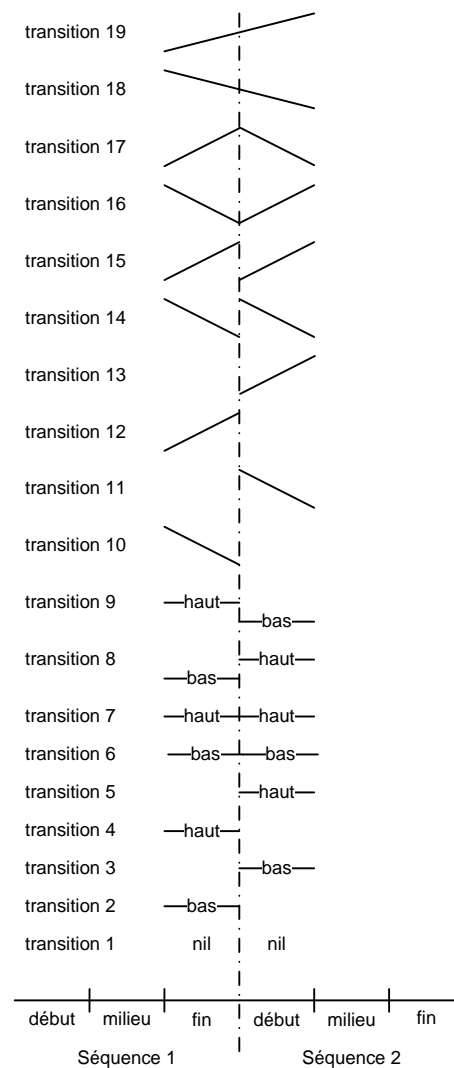 transition 19
transition 18
transition 17
transition 16
transition 15
transition 14
transition 13
transition 12
transition 11
transition 10
transition 9 haut
bas
transition 8 haut
bas
transition 7 haut haut
transition 6 bas bas
transition 5 haut
transition 4 haut
transition 3 bas
transition 2 bas
transition 1 nil nil
début milieu fin début milieu fin
Séquence 1 Séquence 2